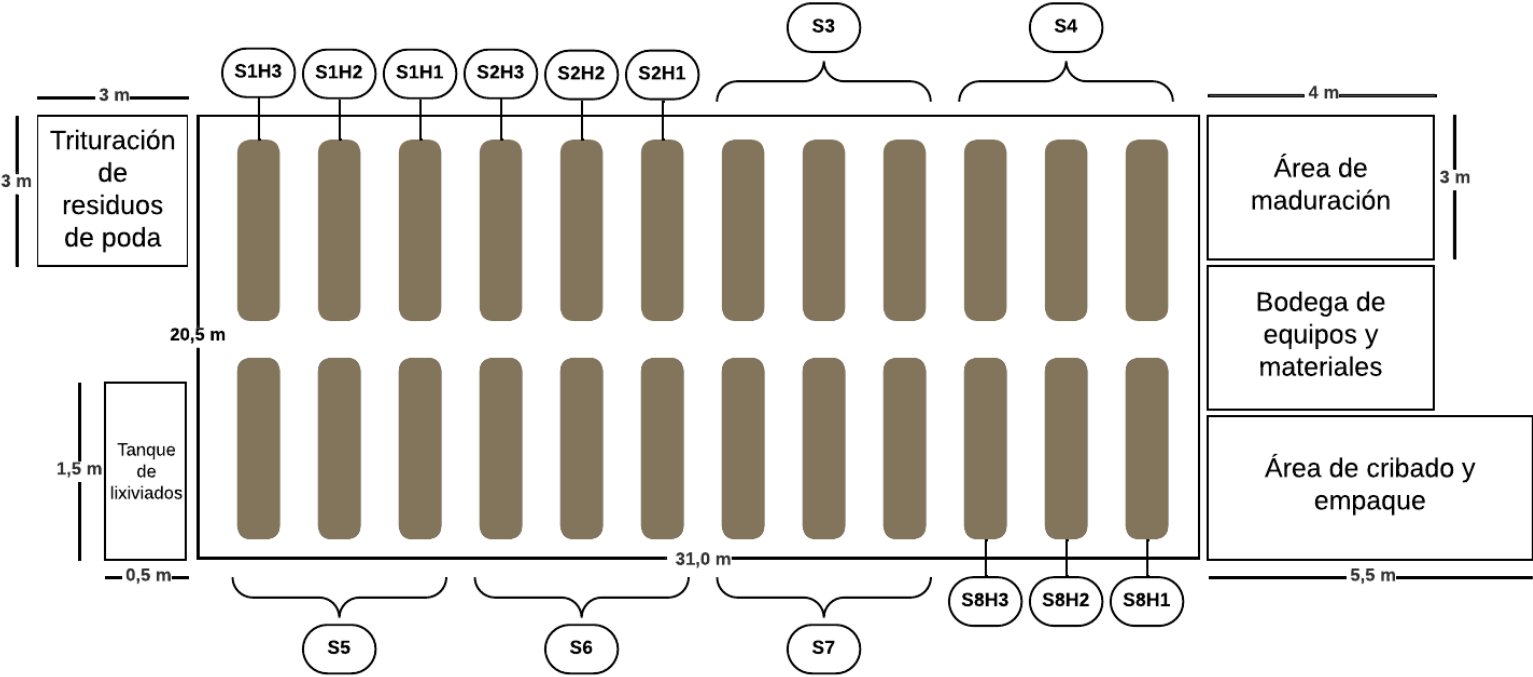 S3
S4
S1H3
S1H2
S1H1
S2H3
S2H2
S2H1
3 m
4 m
3 m
Trituración
de
residuos
de poda
Área de
maduración
3 m
20,5 m
Bodega de
equipos y
materiales
1,5 m
Tanque
de
lixiviados
Área de cribado y
empaque
31,0 m
0,5 m
5,5 m
S8H3
S8H2
S8H1
S5
S6
S7